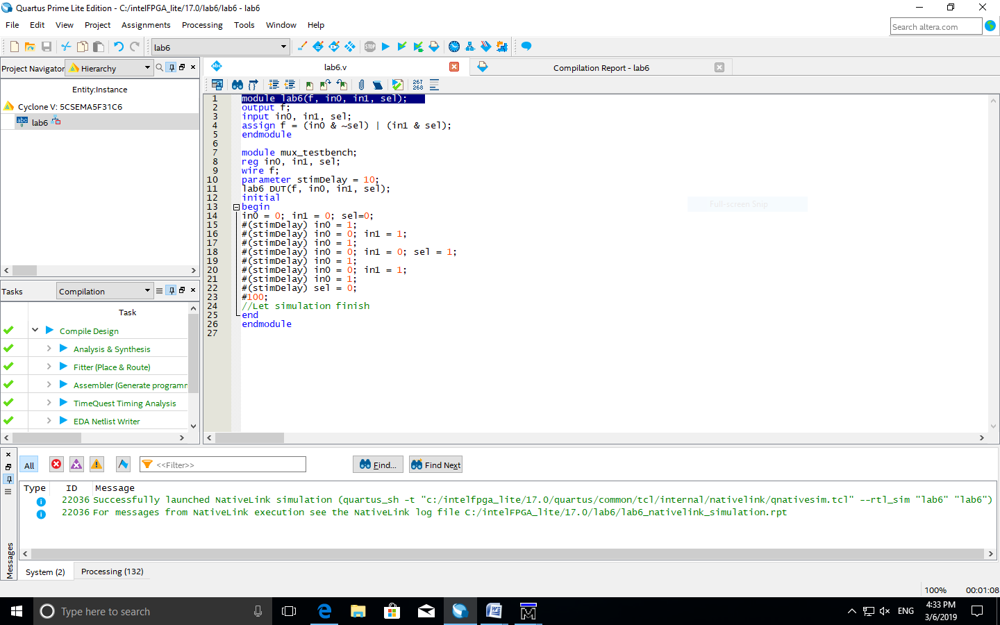 Quartus Prime Lite Edition - C:/intelFPGA_lite/17.0/lab6/lab6 - lab6
File Edit View Project Assignments Processing Tools Window Help
Search altera.com
lab6
Project Navigator Hierarchy
lab6.v
Compilation Report - lab6
Entity:Instance
Cyclone V: 5CSEMA5F31C6
lab6
267
268
1 module lab6(f, in0, in1, sel);
2 output f;
3 input in0, in1, sel;
4 assign f = (in0 & ~sel) | (in1 & sel);
5 endmodule
6
7 module mux_testbench;
8 reg in0, in1, sel;
9 wire f;
10 parameter stimDelay = 10;
11 lab6 DUT(f, in0, in1, sel);
12 initial
13 begin
14 in0 = 0; in1 = 0; sel=0;
15 #(stimDelay) in0 = 1;
16 #(stimDelay) in0 = 0; in1 = 1;
17 #(stimDelay) in0 = 1;
18 #(stimDelay) in0 = 0; in1 = 0; sel = 1;
19 #(stimDelay) in0 = 1;
20 #(stimDelay) in0 = 0; in1 = 1;
21 #(stimDelay) in0 = 1;
22 #(stimDelay) sel = 0;
23 #100;
24 //Let simulation finish
25 end
26 endmodule
27
Full-screen Snip
Tasks Compilation
Task
Compile Design
Analysis & Synthesis
Fitter (Place & Route)
Assembler (Generate programm
TimeQuest Timing Analysis
EDA Netlist Writer
All
<<Filter>>
Find...
Find Next
Type ID Message
22036 Successfully launched NativeLink simulation (quartus_sh -t "c:/intelfpga_lite/17.0/quartus/common/tcl/internal/nativelink/qnativesim.tcl" --rtl_sim "lab6" "lab6")
22036 For messages from NativeLink execution see the NativeLink log file C:/intelFPGA_lite/17.0/lab6/lab6_nativelink_simulation.rpt
Messages
System (2)
Processing (132)
100% 00:01:08
Type here to search
ENG
4:33 PM
3/6/2019